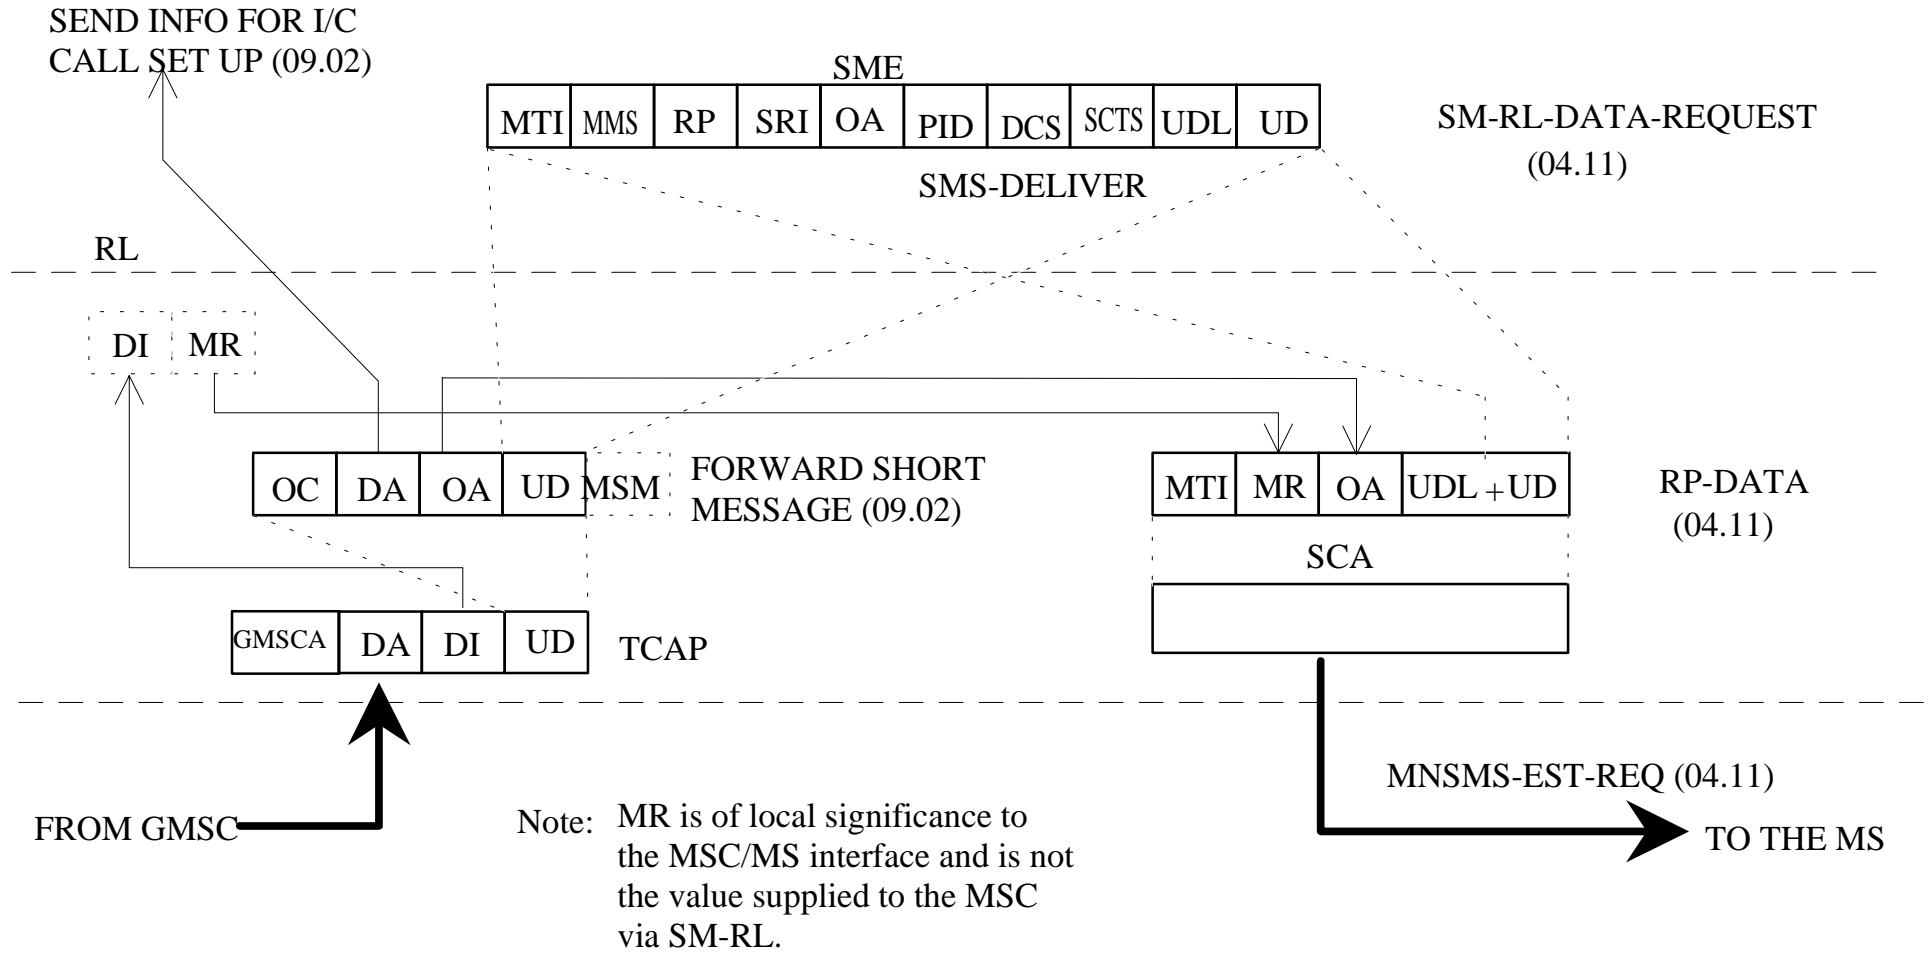 SEND INFO FOR I/C
CALL SET UP (09.02)
SME
MTI MMS RP SRI OA PID DCS SCTS UDL UD
SM-RL-DATA-REQUEST
(04.11)
SMS-DELIVER
RL
DI MR
OC DA OA UD MSM
FORWARD SHORT
MESSAGE (09.02)
MTI MR OA UDL + UD
RP-DATA
(04.11)
SCA
GMSCA DA DI UD
TCAP
MNSMS-EST-REQ (04.11)
FROM GMSC
TO THE MS
Note: MR is of local significance to
the MSC/MS interface and is not
the value supplied to the MSC
via SM-RL.